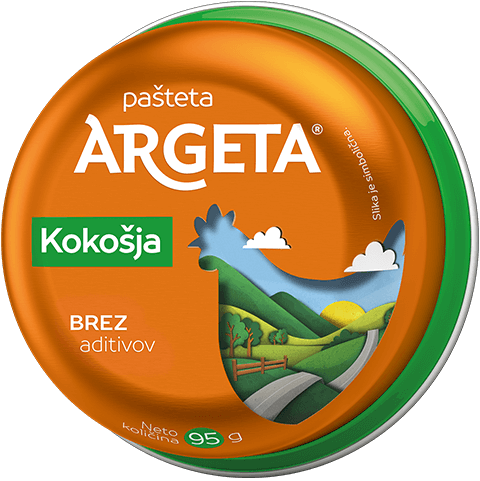 pašteta
ARGETA®
Slika je simbolična.
Kokošja
BREZ
aditivov
Neto
količina 95 g